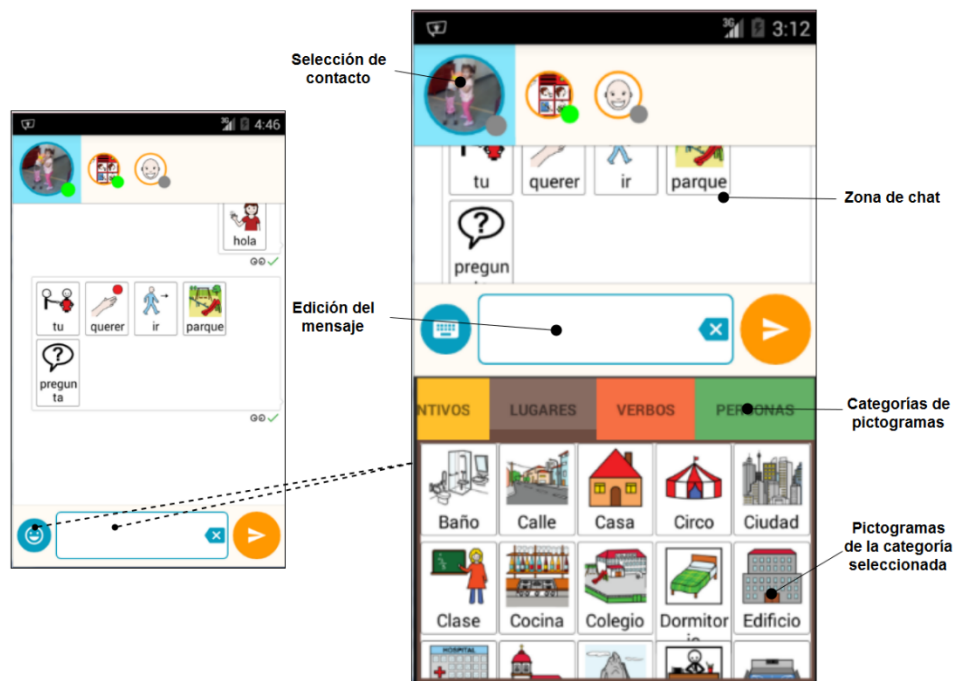 4:46
hola
tu
querer
ir
parque
pregun
ta
Selección de
contacto
Edición del
mensaje
3G
3:12
tu
querer
ir
parque
pregun
NTIVOS
LUGARES
VERBOS
PERSONAS
Baño
Calle
Casa
Circo
Ciudad
Clase
Cocina
Colegio
Dormitor
Edificio
HOSPITAL
Zona de chat
Categorías de
pictogramas
Pictogramas
de la categoría
seleccionada